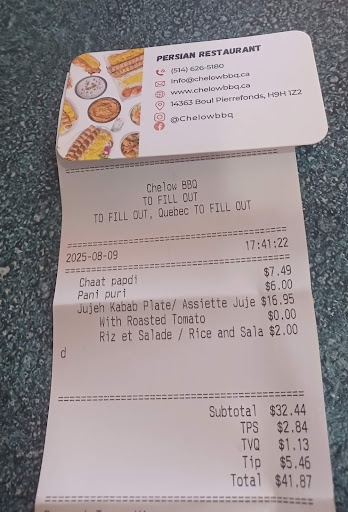 PERSIAN RESTAURANT
(514) 626-5180
Info@chelowbbq.ca
www.chelowbbq.ca
14363 Boul Pierrefonds, H9H 1Z2
@Chelowbbq
Chelow BBQ
TO FILL OUT
TO FILL OUT, Quebec TO FILL OUT
2025-08-09 17:41:22
Chaat papdi $7.49
Pani puri $6.00
Jujeh Kabab Plate/ Assiette Juje $16.95
With Roasted Tomato $0.00
Riz et Salade / Rice and Sala $2.00
d
Subtotal $32.44
TPS $2.84
TVQ $1.13
Tip $5.46
Total $41.87